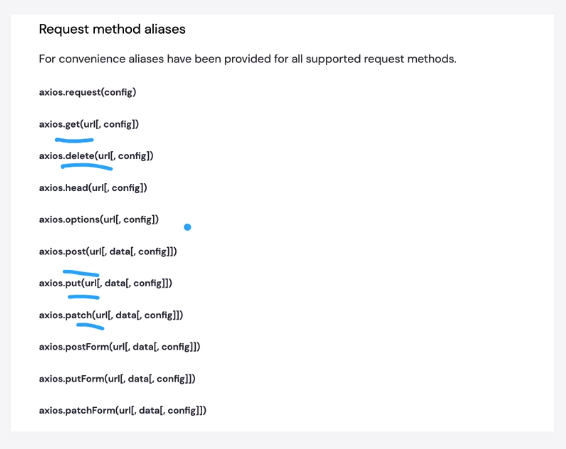 Request method aliases
For convenience aliases have been provided for all supported request methods.
axios.request(config)
axios.get(url[, config])
axios.delete(url[, config])
axios.head(url[, config])
axios.options(url[, config])
axios.post(url[, data[, config]])
axios.put(url[, data[, config]])
axios.patch(url[, data[, config]])
axios.postForm(url[, data[, config]])
axios.putForm(url[, data[, config]])
axios.patchForm(url[, data[, config]])